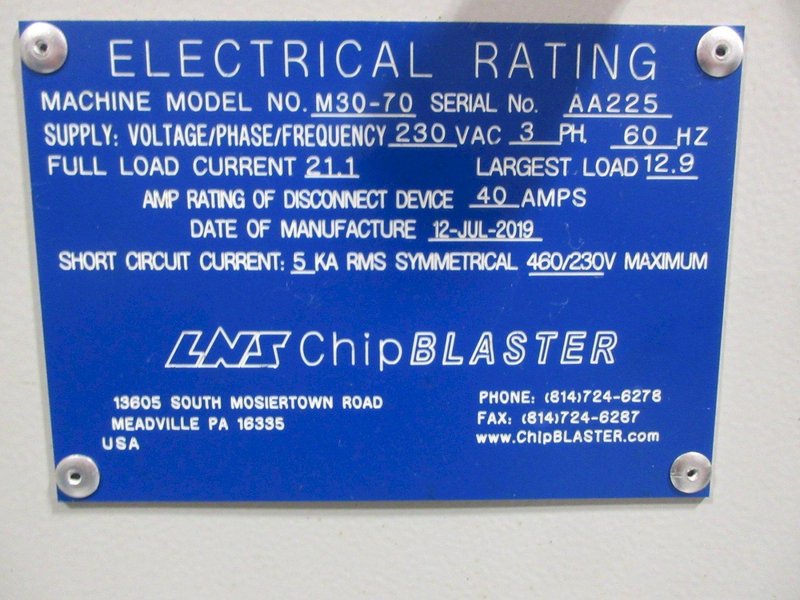 ELECTRICAL RATING
MACHINE MODEL NO. M30-70 SERIAL No. AA225
SUPPLY: VOLTAGE/PHASE/FREQUENCY 230 VAC 3 PH. 60 HZ
FULL LOAD CURRENT 21.1 LARGEST LOAD 12.9
AMP RATING OF DISCONNECT DEVICE 40 AMPS
DATE OF MANUFACTURE 12-JUL-2019
SHORT CIRCUIT CURRENT: 5 KA RMS SYMMETRICAL 460/230V MAXIMUM
LNS ChipBLASTER
13605 SOUTH MOSIERTOWN ROAD
MEADVILLE PA 16335
USA
PHONE: (814)724-6278
FAX: (814)724-6287
www.ChipBLASTER.com